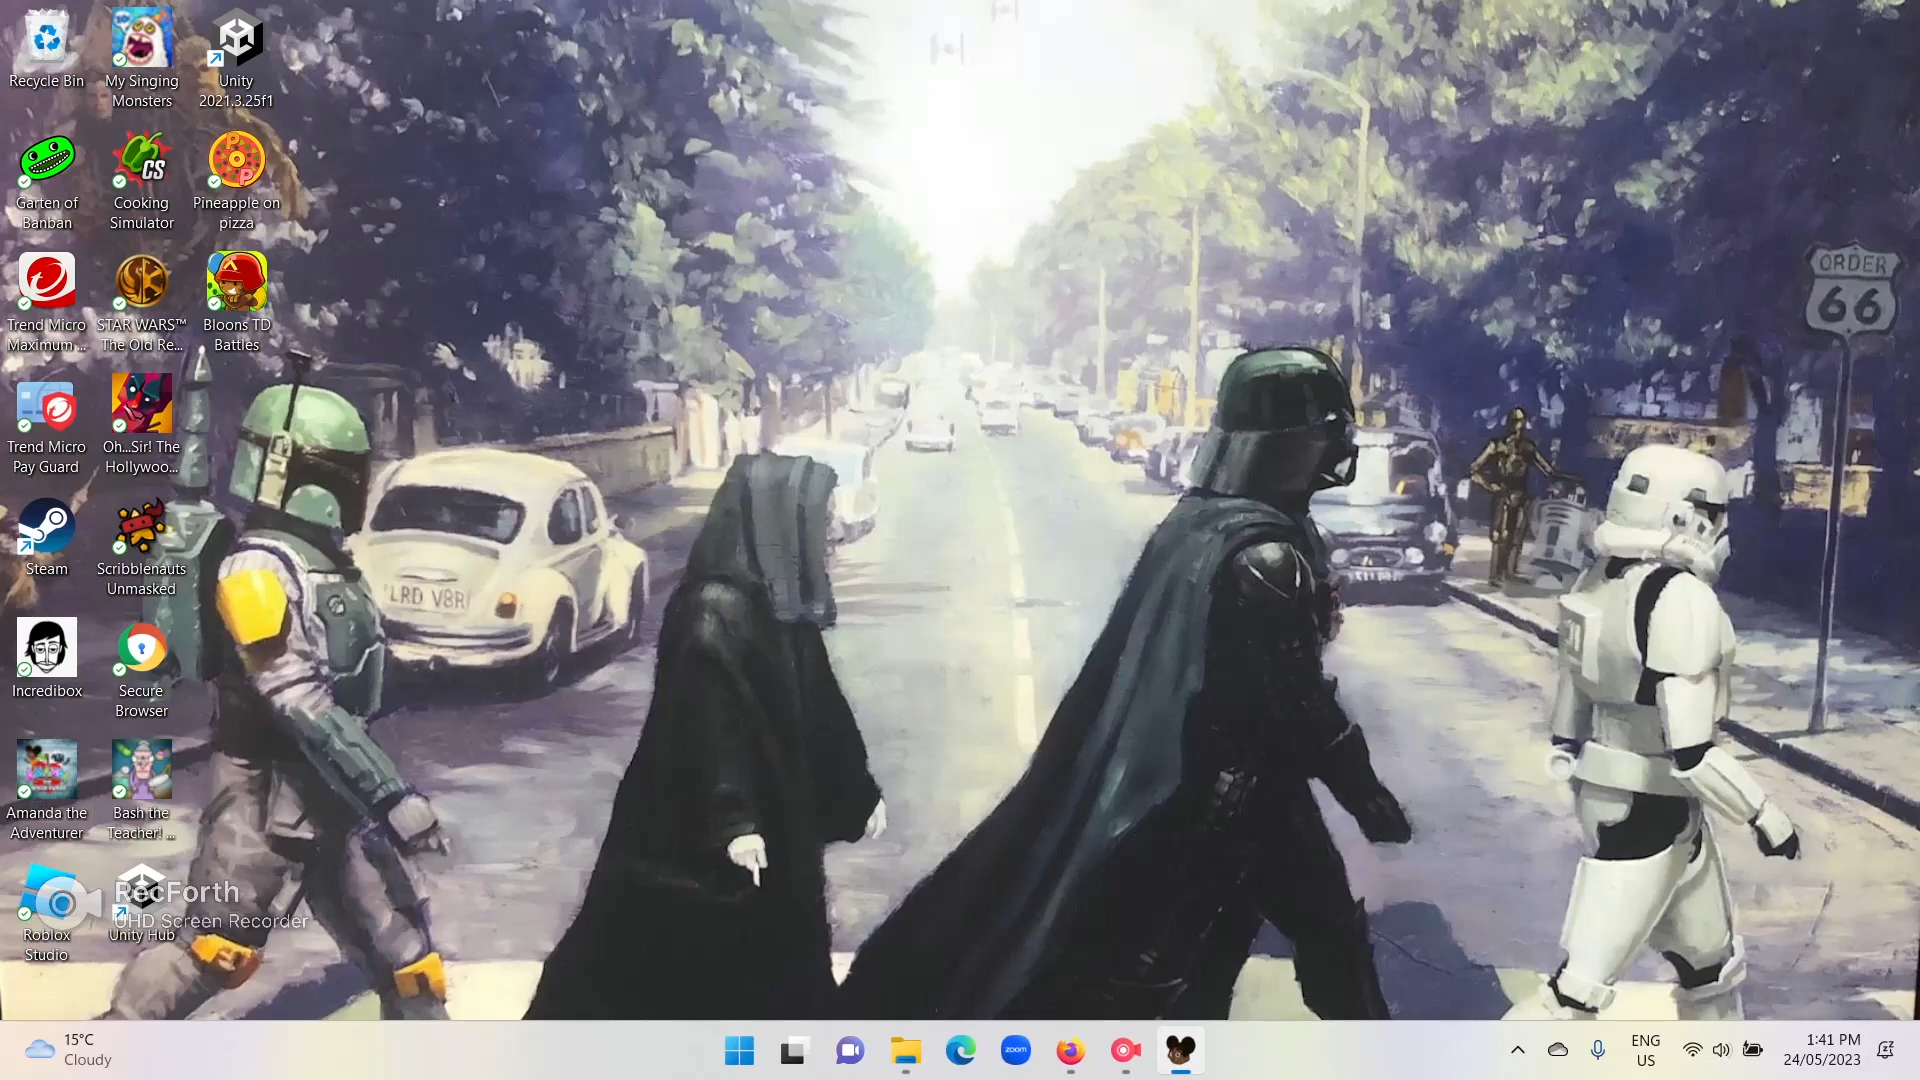 Recycle Bin
My Singing
Monsters
Unity
2021.3.25f1
Garten of
Banban
Cooking
Simulator
CS
Pineapple on
pizza
P
P
Trend Micro
Maximum ...
STAR WARS™
The Old Re...
Bloons TD
Battles
Trend Micro
Pay Guard
Oh...Sir! The
Hollywoo...
Steam
Scribblenauts
Unmasked
Incredibox
Secure
Browser
Amanda the
Adventurer
Bash the
Teacher! ...
Roblox
Studio
Unity Hub
RecForth
UHD Screen Recorder
LRD V8R
ORDER
66
15°C
Cloudy
zoom
ENG
US
1:41 PM
24/05/2023